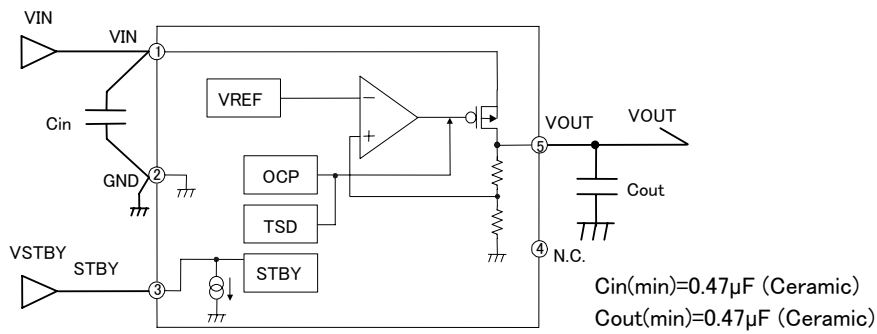 VIN
VIN
1
VREF
−
+
Cin
VOUT
VOUT
5
GND
2
OCP
Cout
TSD
VSTBY
STBY
3
STBY
4
N.C.
Cin(min)=0.47µF (Ceramic)
Cout(min)=0.47µF (Ceramic)